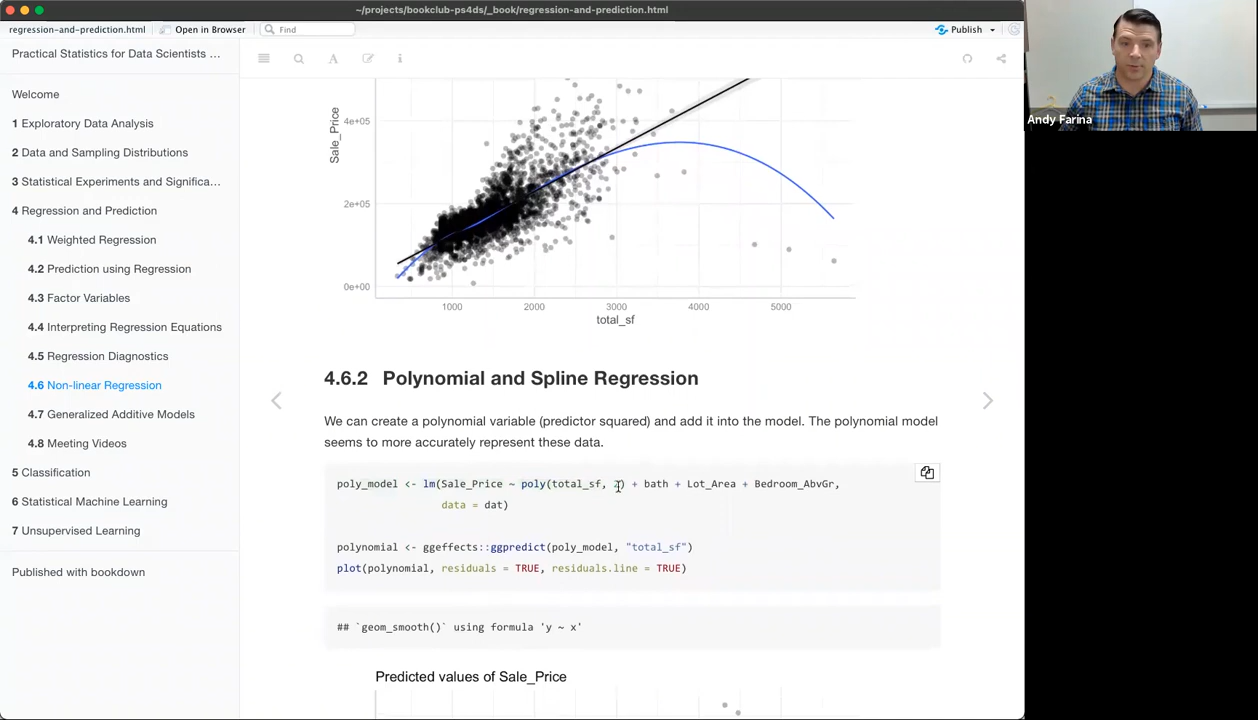 ~/projects/bookclub-ps4ds/_book/regression-and-prediction.html
regression-and-prediction.html
Open in Browser
Find
Publish
Practical Statistics for Data Scientists ...
Welcome
1 Exploratory Data Analysis
2 Data and Sampling Distributions
3 Statistical Experiments and Significa...
4 Regression and Prediction
4.1 Weighted Regression
4.2 Prediction using Regression
4.3 Factor Variables
4.4 Interpreting Regression Equations
4.5 Regression Diagnostics
4.6 Non-linear Regression
4.7 Generalized Additive Models
4.8 Meeting Videos
5 Classification
6 Statistical Machine Learning
7 Unsupervised Learning
Published with bookdown
A
i
Sale_Price
4e+05
2e+05
0e+00
1000 2000 3000 4000 5000
total_sf
4.6.2 Polynomial and Spline Regression
We can create a polynomial variable (predictor squared) and add it into the model. The polynomial model
seems to more accurately represent these data.
poly_model <- lm(Sale_Price ~ poly(total_sf, 2) + bath + Lot_Area + Bedroom_AbvGr,
data = dat)
polynomial <- ggeffects::ggpredict(poly_model, "total_sf")
plot(polynomial, residuals = TRUE, residuals.line = TRUE)
## `geom_smooth()` using formula 'y ~ x'
Predicted values of Sale_Price
Andy Farina